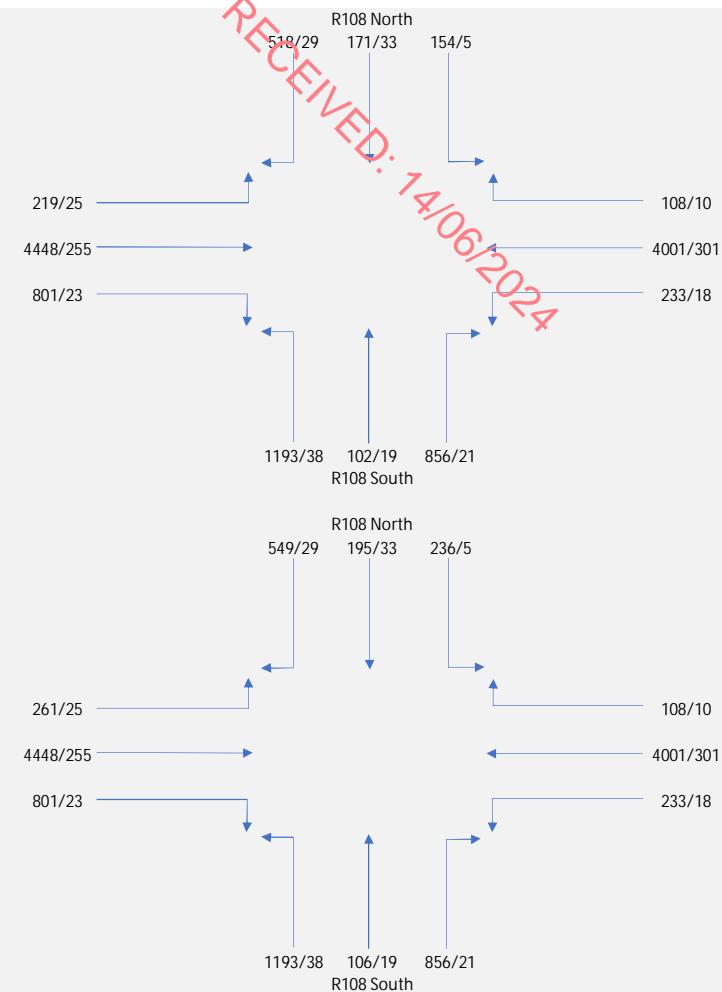 R108 North
518/29 171/33 154/5
RECEIVED: 14/06/2024
219/25 108/10
4448/255 4001/301
801/23 233/18
1193/38 102/19 856/21
R108 South
R108 North
549/29 195/33 236/5
261/25 108/10
4448/255 4001/301
801/23 233/18
1193/38 106/19 856/21
R108 South